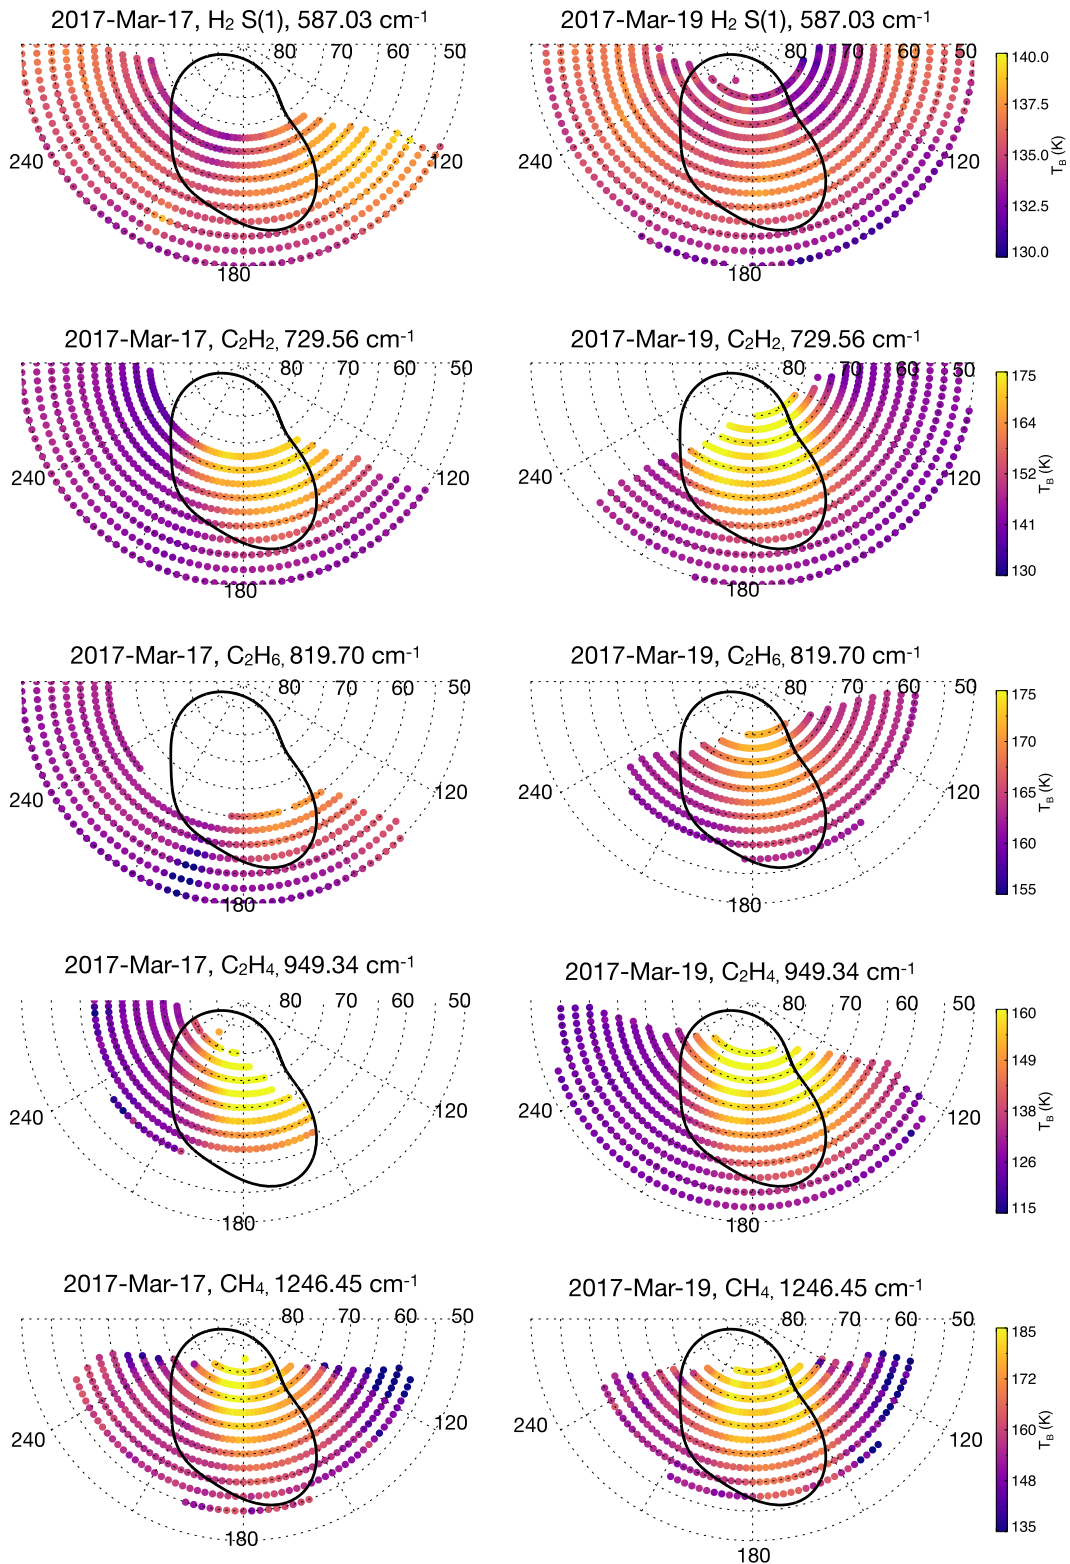 2017-Mar-17, H₂ S(1), 587.03 cm⁻¹
2017-Mar-19 H₂ S(1), 587.03 cm⁻¹
80 70 60 50
80 70 60 50
140.0
137.5
135.0
132.5
130.0
T_B (K)
240
120
240
120
180
180
2017-Mar-17, C₂H₂, 729.56 cm⁻¹
2017-Mar-19, C₂H₂, 729.56 cm⁻¹
80 70 60 50
80 70 60 50
175
164
152
141
130
T_B (K)
240
120
240
120
180
180
2017-Mar-17, C₂H₆, 819.70 cm⁻¹
2017-Mar-19, C₂H₆, 819.70 cm⁻¹
80 70 60 50
80 70 60 50
175
170
165
160
155
T_B (K)
240
120
240
120
180
180
2017-Mar-17, C₂H₄, 949.34 cm⁻¹
2017-Mar-19, C₂H₄, 949.34 cm⁻¹
80 70 60 50
80 70 60 50
160
149
138
126
115
T_B (K)
240
120
240
120
180
180
2017-Mar-17, CH₄, 1246.45 cm⁻¹
2017-Mar-19, CH₄, 1246.45 cm⁻¹
80 70 60 50
80 70 60 50
185
172
160
148
135
T_B (K)
240
120
240
120
180
180